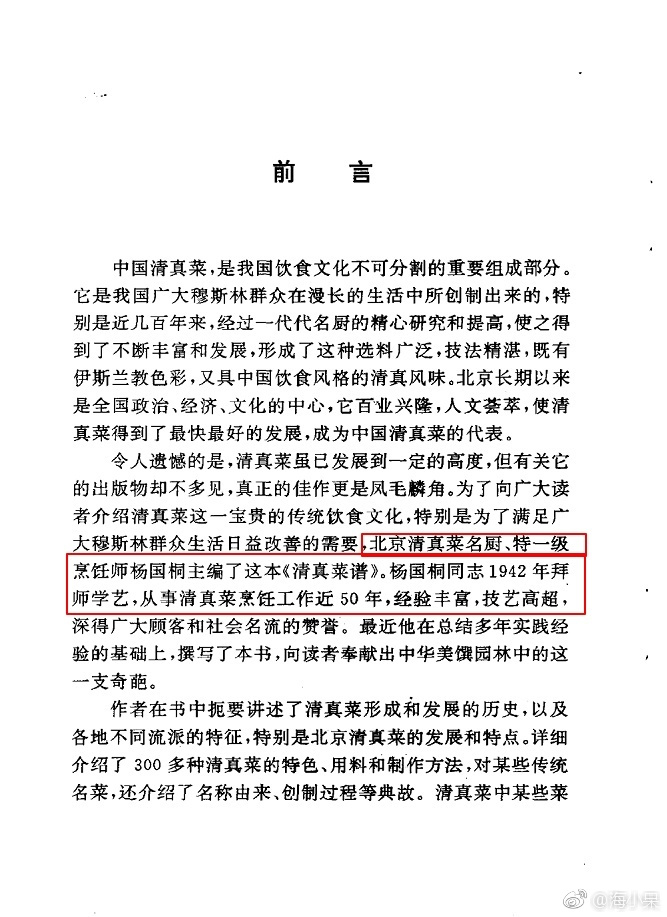 前 言
中国清真菜，是我国饮食文化不可分割的重要组成部分。
它是我国广大穆斯林群众在漫长的生活中所创制出来的，特
别是近几百年来，经过一代代名厨的精心研究和提高，使之得
到了不断丰富和发展，形成了这种选料广泛，技法精湛，既有
伊斯兰教色彩，又具中国饮食风格的清真风味。北京长期以来
是全国政治、经济、文化的中心，它百业兴隆，人文荟萃，使清
真菜得到了最快最好的发展，成为中国清真菜的代表。
令人遗憾的是，清真菜虽已发展到一定的高度，但有关它
的出版物却不多见，真正的佳作更是凤毛麟角。为了向广大读
者介绍清真菜这一宝贵的传统饮食文化，特别是为了满足广
大穆斯林群众生活日益改善的需要，北京清真菜名厨、特一级
烹饪师杨国桐主编了这本《清真菜谱》。杨国桐同志1942年拜
师学艺，从事清真菜烹饪工作近50年，经验丰富，技艺高超，
深得广大顾客和社会名流的赞誉。最近他在总结多年实践经
验的基础上，撰写了本书，向读者奉献出中华美馔园林中的这
一支奇葩。
作者在书中扼要讲述了清真菜形成和发展的历史，以及
各地不同流派的特征，特别是北京清真菜的发展和特点。详细
介绍了300多种清真菜的特色、用料和制作方法，对某些传统
名菜，还介绍了名称由来、创制过程等典故。清真菜中某些菜
@海小杲